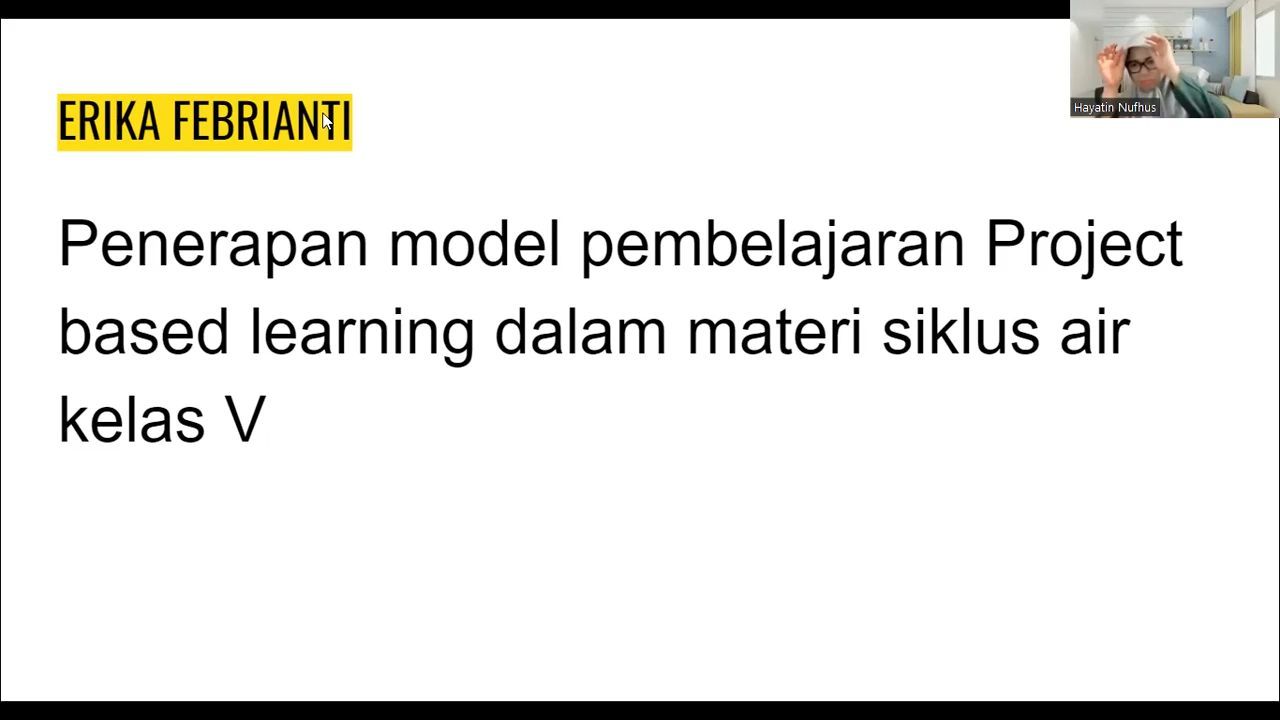 ERIKA FEBRIANTI
Penerapan model pembelajaran Project
based learning dalam materi siklus air
kelas V
Hayatin Nufhus